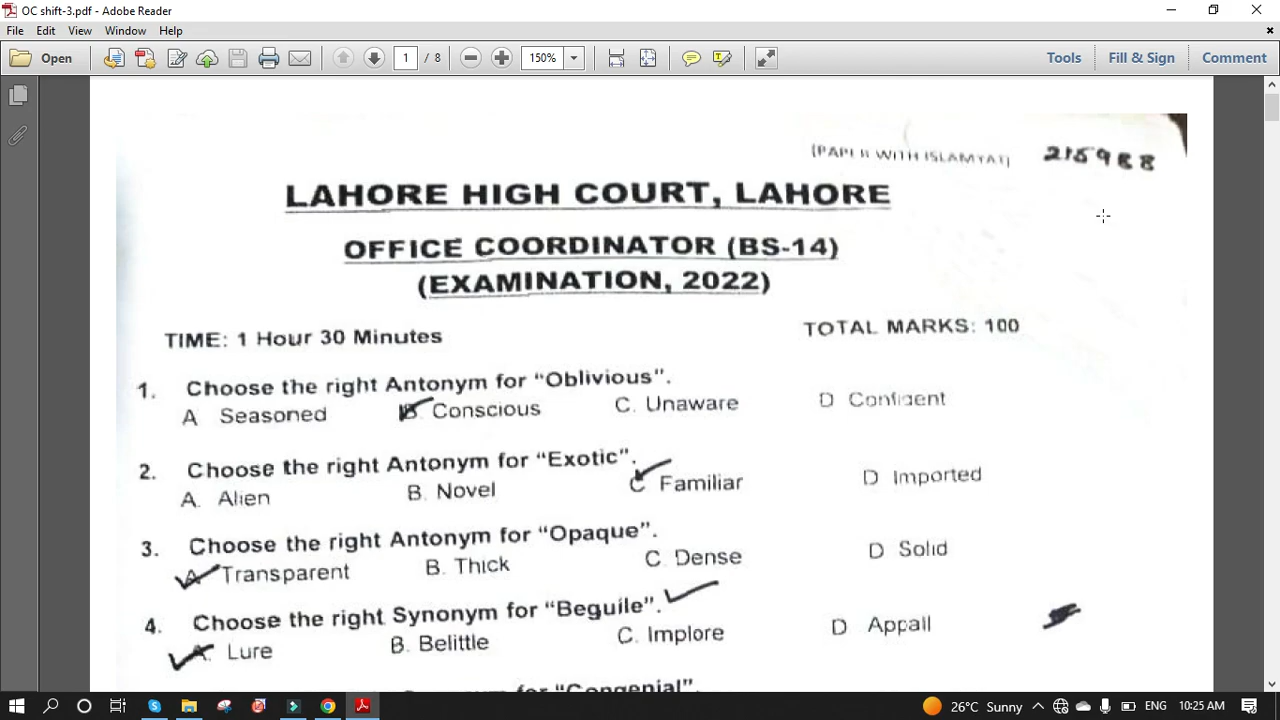 OC shift-3.pdf - Adobe Reader
File Edit View Window Help
Open 1 / 8 150% Tools Fill & Sign Comment
(PAPER WITH ISLAMYAT) 215988
LAHORE HIGH COURT, LAHORE
OFFICE COORDINATOR (BS-14)
(EXAMINATION, 2022)
TIME: 1 Hour 30 Minutes TOTAL MARKS: 100
1. Choose the right Antonym for "Oblivious".
A Seasoned B. Conscious C. Unaware D Confident
2. Choose the right Antonym for "Exotic".
A. Alien B. Novel C Familiar D Imported
3. Choose the right Antonym for "Opaque".
A. Transparent B. Thick C. Dense D Solid
4. Choose the right Synonym for "Beguile".
A. Lure B. Belittle C. Implore D Appall
Synonym for "Congenial".
26°C Sunny ENG 10:25 AM